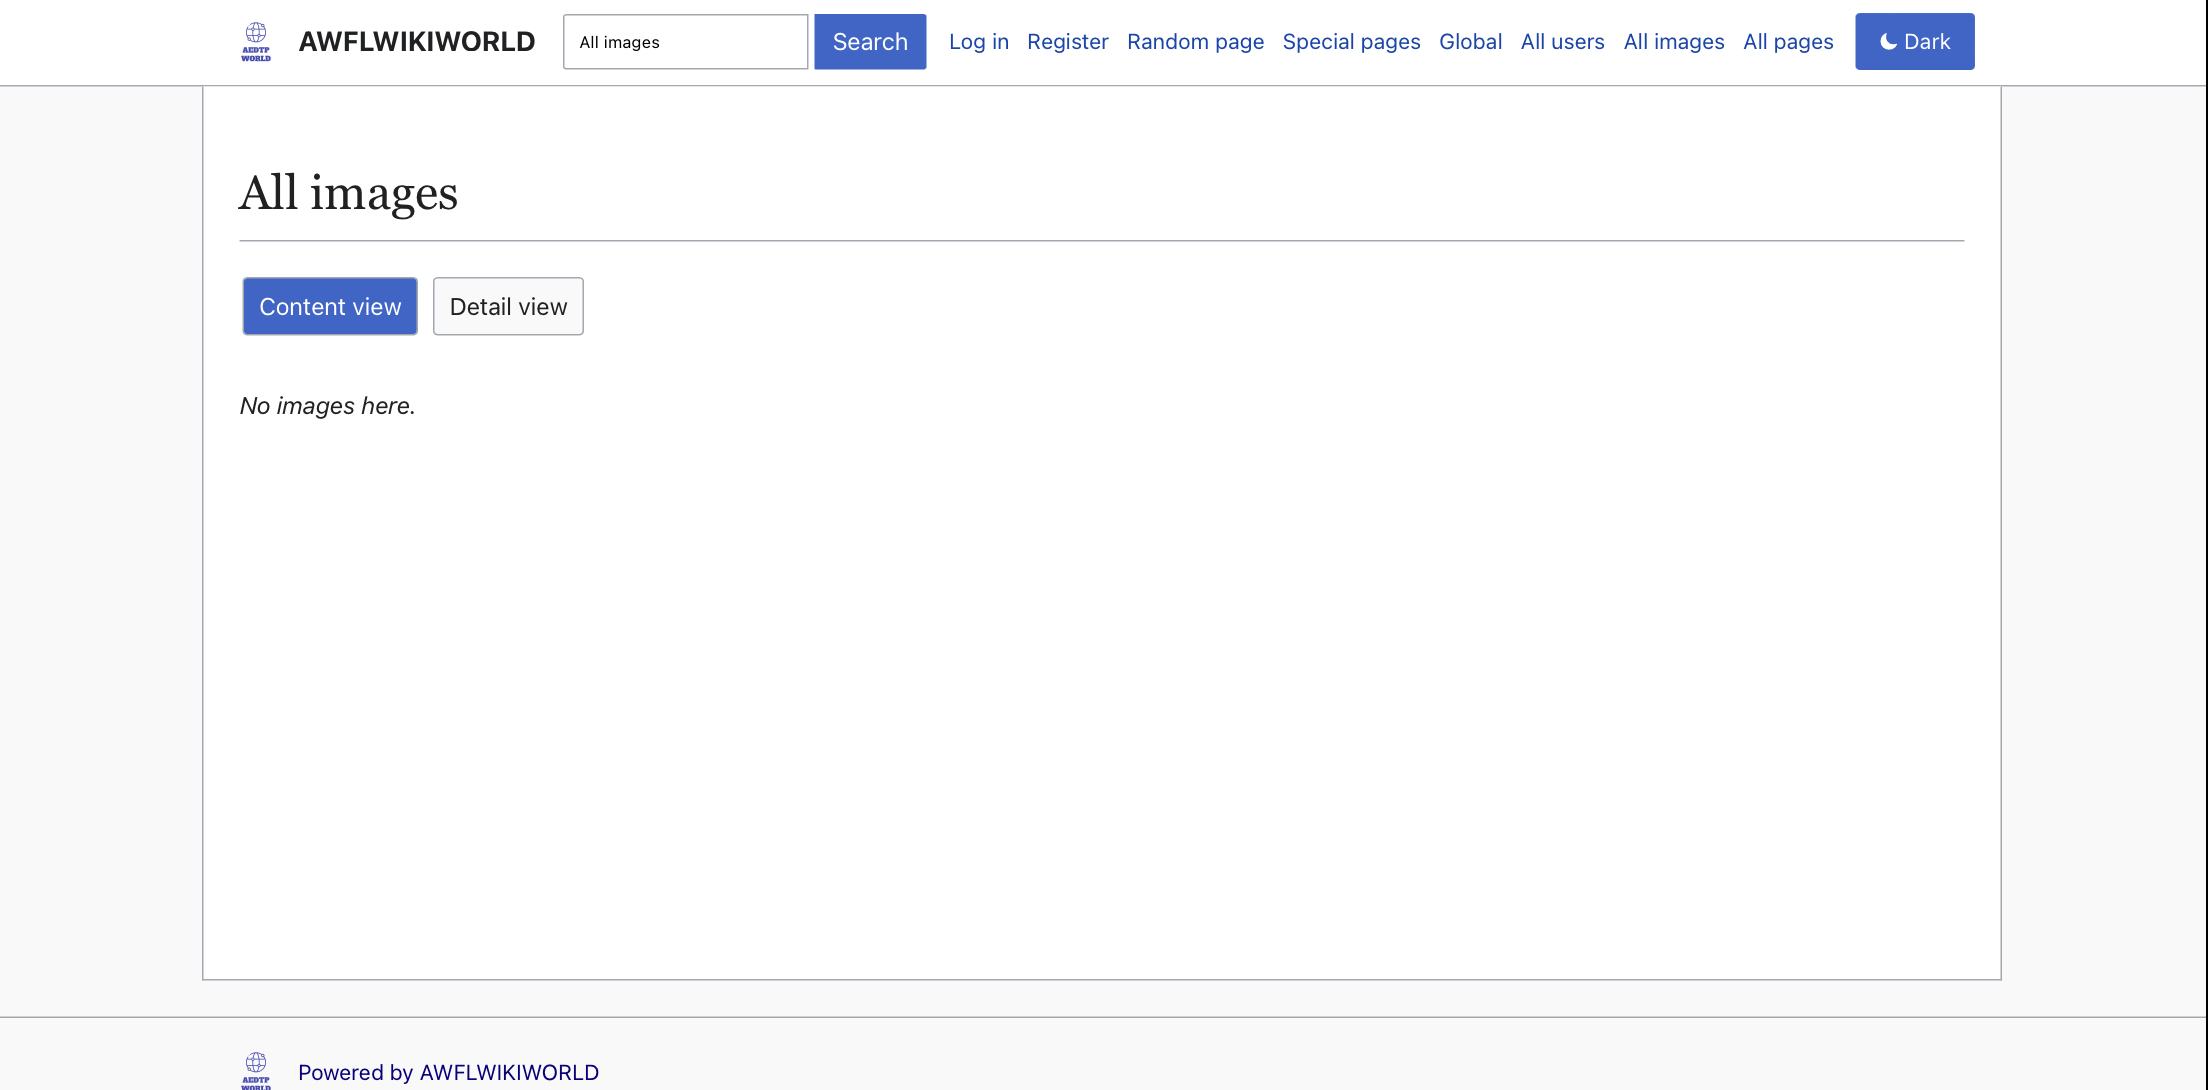 AEDTP
WORLD
AWFLWIKIWORLD
All images
Search
Log in
Register
Random page
Special pages
Global
All users
All images
All pages
Dark
All images
Content view
Detail view
No images here.
AEDTP
WORLD
Powered by AWFLWIKIWORLD